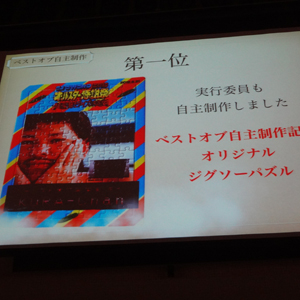 ベストオブ自主制作
第一位
実行委員も
自主制作しました
ベストオブ自主制作記
オリジナル
ジグソーパズル